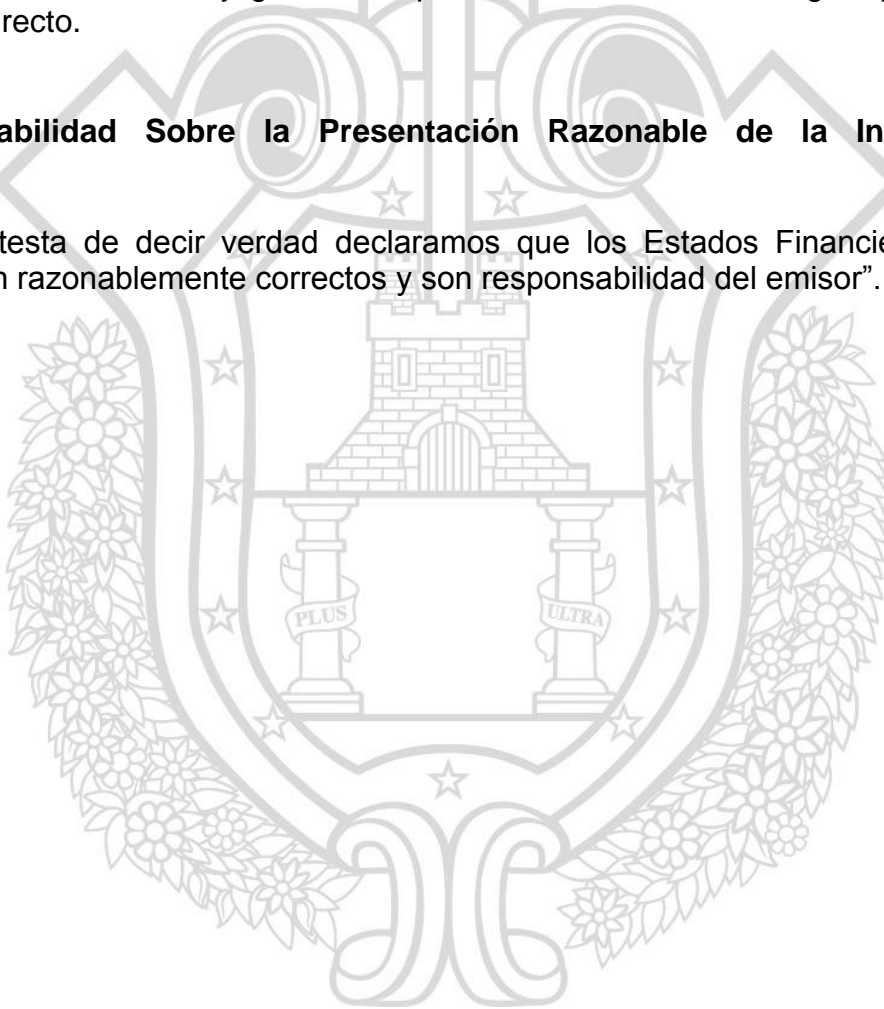 recto.
abilidad Sobre la Presentación Razonable de la In
testa de decir verdad declaramos que los Estados Financie
n razonablemente correctos y son responsabilidad del emisor”.
PLUS ULTRA